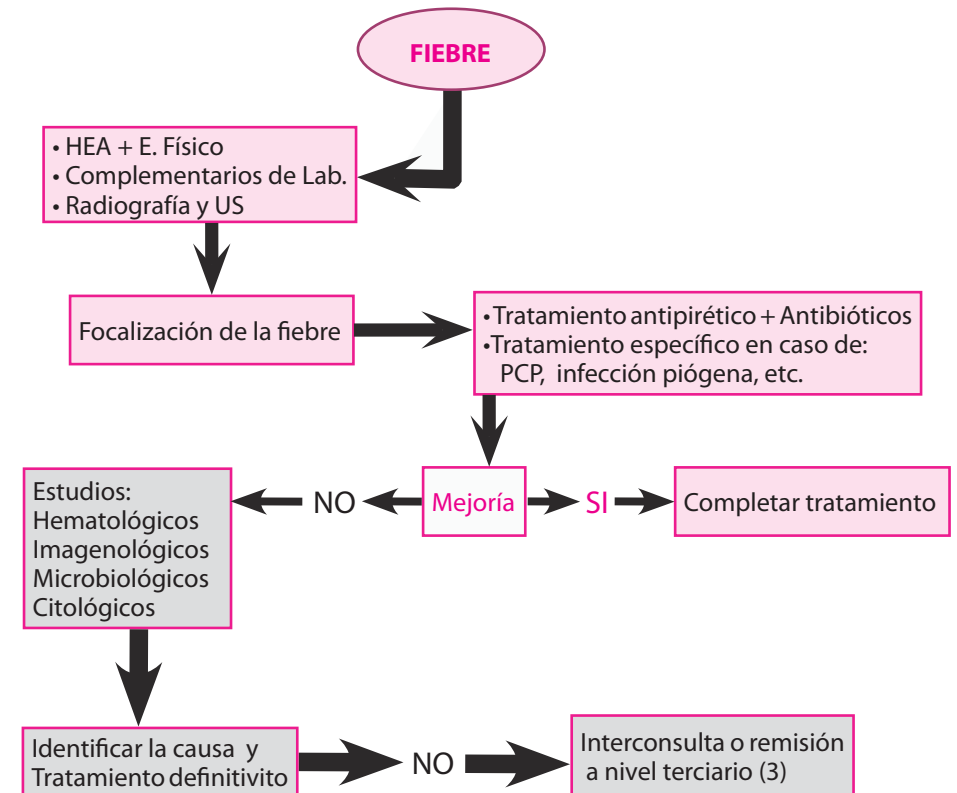 FIEBRE
• HEA + E. Físico
• Complementarios de Lab.
• Radiografía y US
Focalización de la fiebre
• Tratamiento antipirético + Antibióticos
•Tratamiento específico en caso de:
PCP, infección piógena, etc.
Estudios:
Hematológicos
Imagenológicos
Microbiológicos
Citológicos
NO
Mejoría
SI
Completar tratamiento
Identificar la causa y
Tratamiento definitivito
NO
Interconsulta o remisión
a nivel terciario (3)